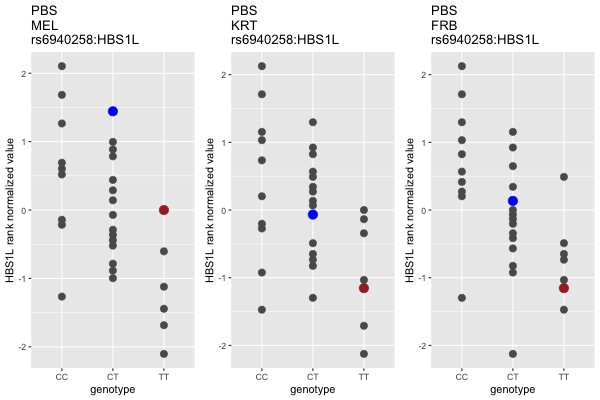 PBS
MEL
rs6940258:HBS1L
HBS1L rank normalized value
2
1
0
-1
-2
CC
CT
TT
genotype
PBS
KRT
rs6940258:HBS1L
HBS1L rank normalized value
2
1
0
-1
-2
CC
CT
TT
genotype
PBS
FRB
rs6940258:HBS1L
HBS1L rank normalized value
2
1
0
-1
-2
CC
CT
TT
genotype